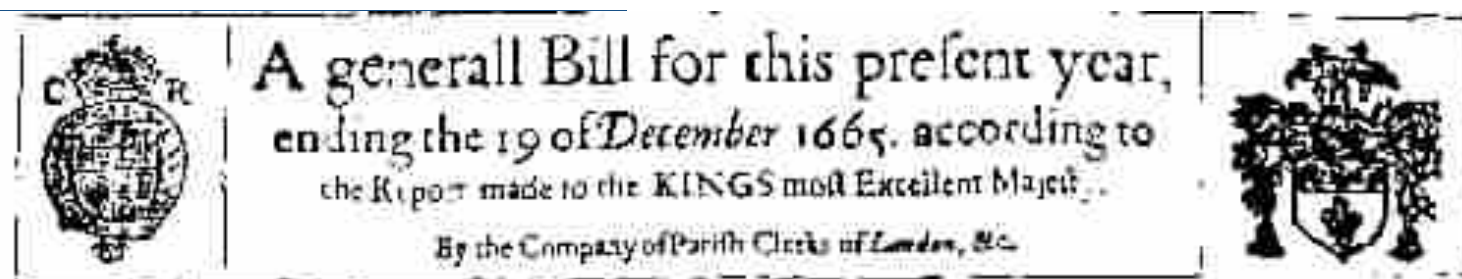 C R
A generall Bill for this preſent year,
ending the 19 of December 1665. according to
the Report made to the KINGS moſt Excellent Majeſty.
By the Company of Pariſh Clerks of London, &c.